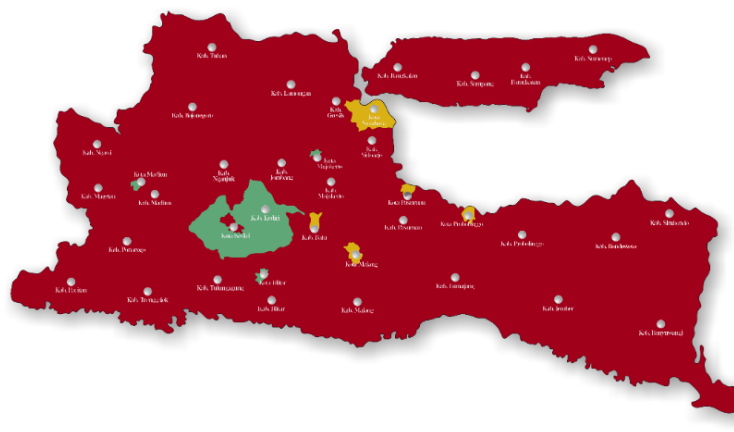 Kab. Tuban
Kab. Bangkalan
Kab. Sampang
Kab. Pamekasan
Kab. Sumenep
Kab. Lamongan
Kab. Bojonegoro
Kab.
Gresik
Kota
Surabaya
Kab.
Sidoarjo
Kab. Ngawi
Kota Madiun
Kab. Magetan
Kab. Madiun
Kab.
Nganjuk
Kab.
Jombang
Kota
Mojokerto
Kab.
Mojokerto
Kota Pasuruan
Kab. Pasuruan
Kota Probolinggo
Kab. Probolinggo
Kab. Situbondo
Kab. Bondowoso
Kab. Ponorogo
Kota Kediri
Kab. Kediri
Kota Batu
Kota Malang
Kab. Pacitan
Kab. Trenggalek
Kab. Tulungagung
Kota Blitar
Kab. Blitar
Kab. Malang
Kab. Lumajang
Kab. Jember
Kab. Banyuwangi